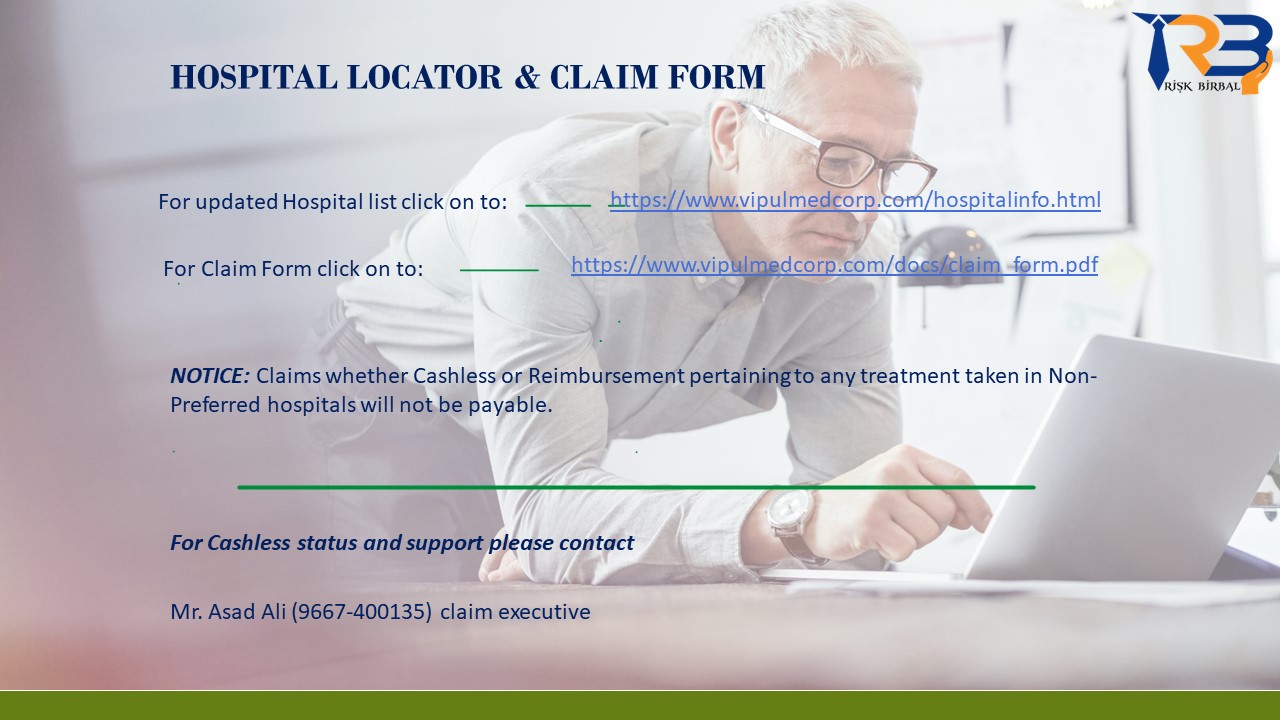 RISK BIRBAL
HOSPITAL LOCATOR & CLAIM FORM
For updated Hospital list click on to: https://www.vipulmedcorp.com/hospitalinfo.html
For Claim Form click on to: https://www.vipulmedcorp.com/docs/claim_form.pdf
NOTICE: Claims whether Cashless or Reimbursement pertaining to any treatment taken in Non-
Preferred hospitals will not be payable.
For Cashless status and support please contact
Mr. Asad Ali (9667-400135) claim executive